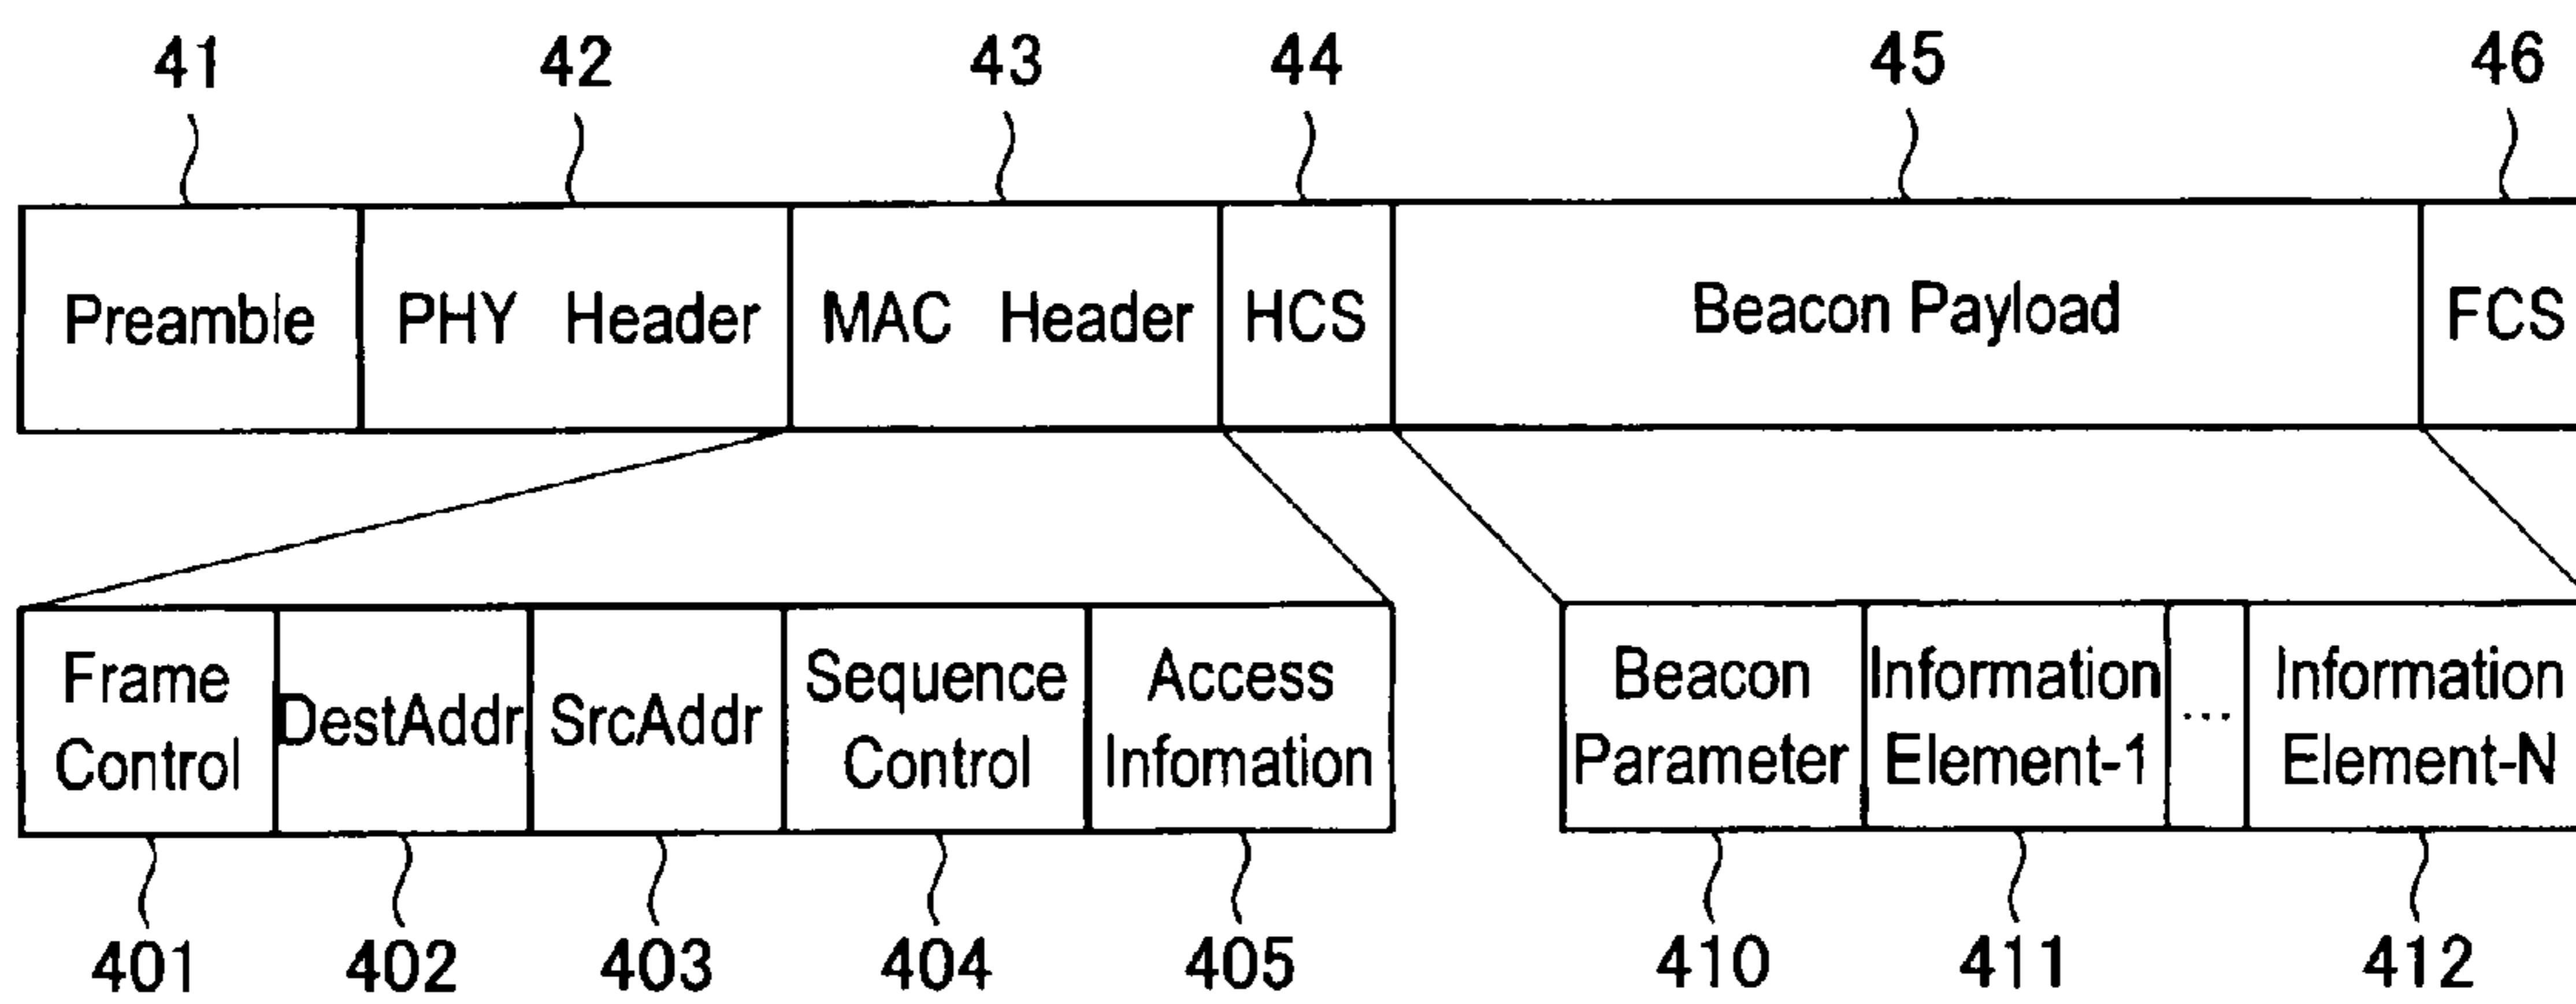 41 42 43 44 45 46
Preamble PHY Header MAC Header HCS Beacon Payload FCS
Frame Control
DestAddr
SrcAddr
Sequence Control
Access Infomation
Beacon Parameter
Information Element-1
...
Information Element-N
401 402 403 404 405 410 411 412